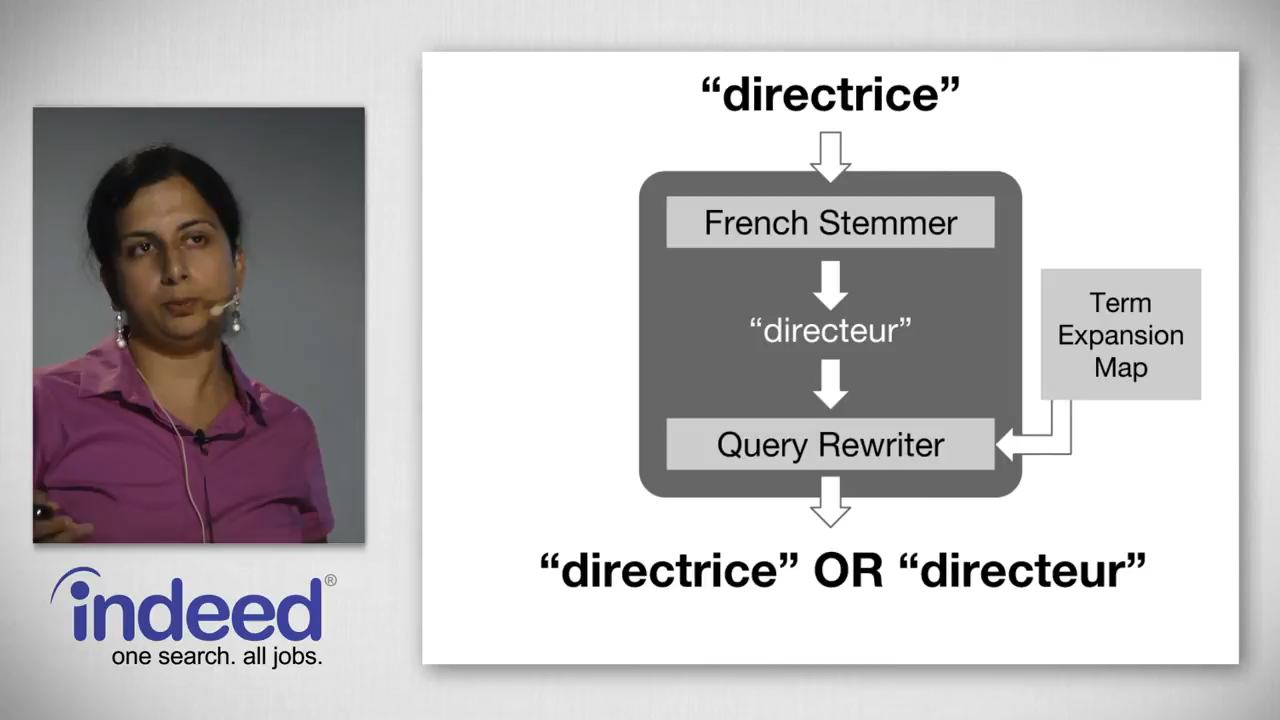 “directrice”
French Stemmer
“directeur”
Term
Expansion
Map
Query Rewriter
“directrice” OR “directeur”
indeed®
one search. all jobs.